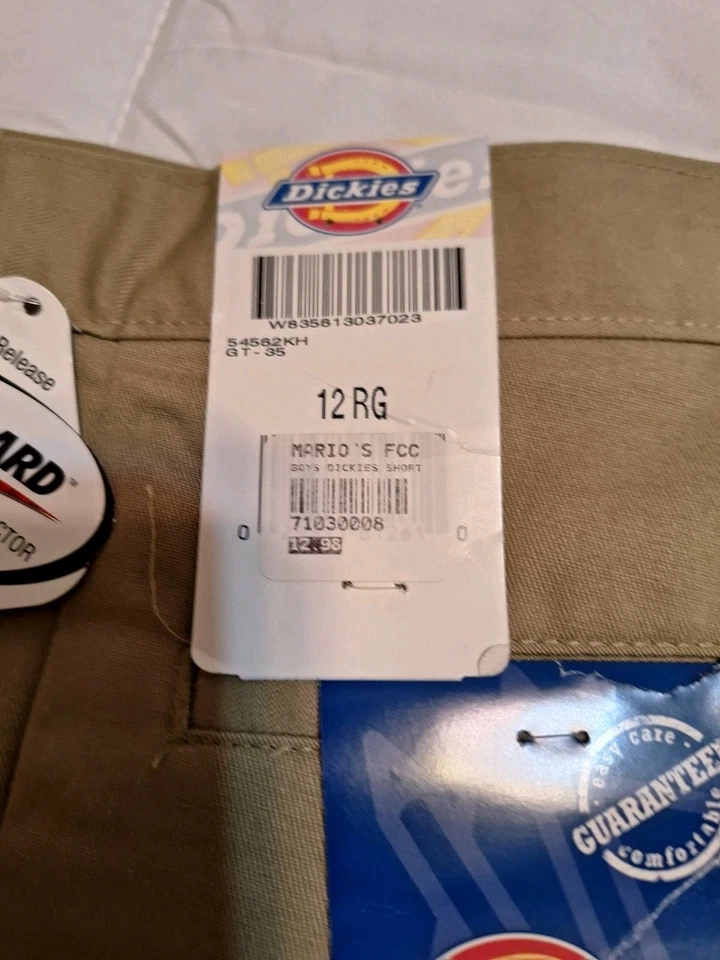 Dickies
W835613037023
54562KH
GT-35
12 RG
MARIO'S FCC
BOYS DICKIES SHORT
71030008
12.98
0 0
Release
ARD
CTOR
easy care
GUARANTEE
comfortable